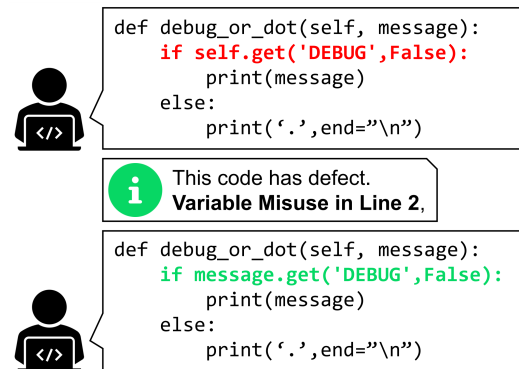 def debug_or_dot(self, message):
    if self.get('DEBUG',False):
        print(message)
    else:
        print(‘.’,end=”\n”)
</>
i
This code has defect.
Variable Misuse in Line 2,
def debug_or_dot(self, message):
    if message.get('DEBUG',False):
        print(message)
    else:
        print(‘.’,end=”\n”)
</>